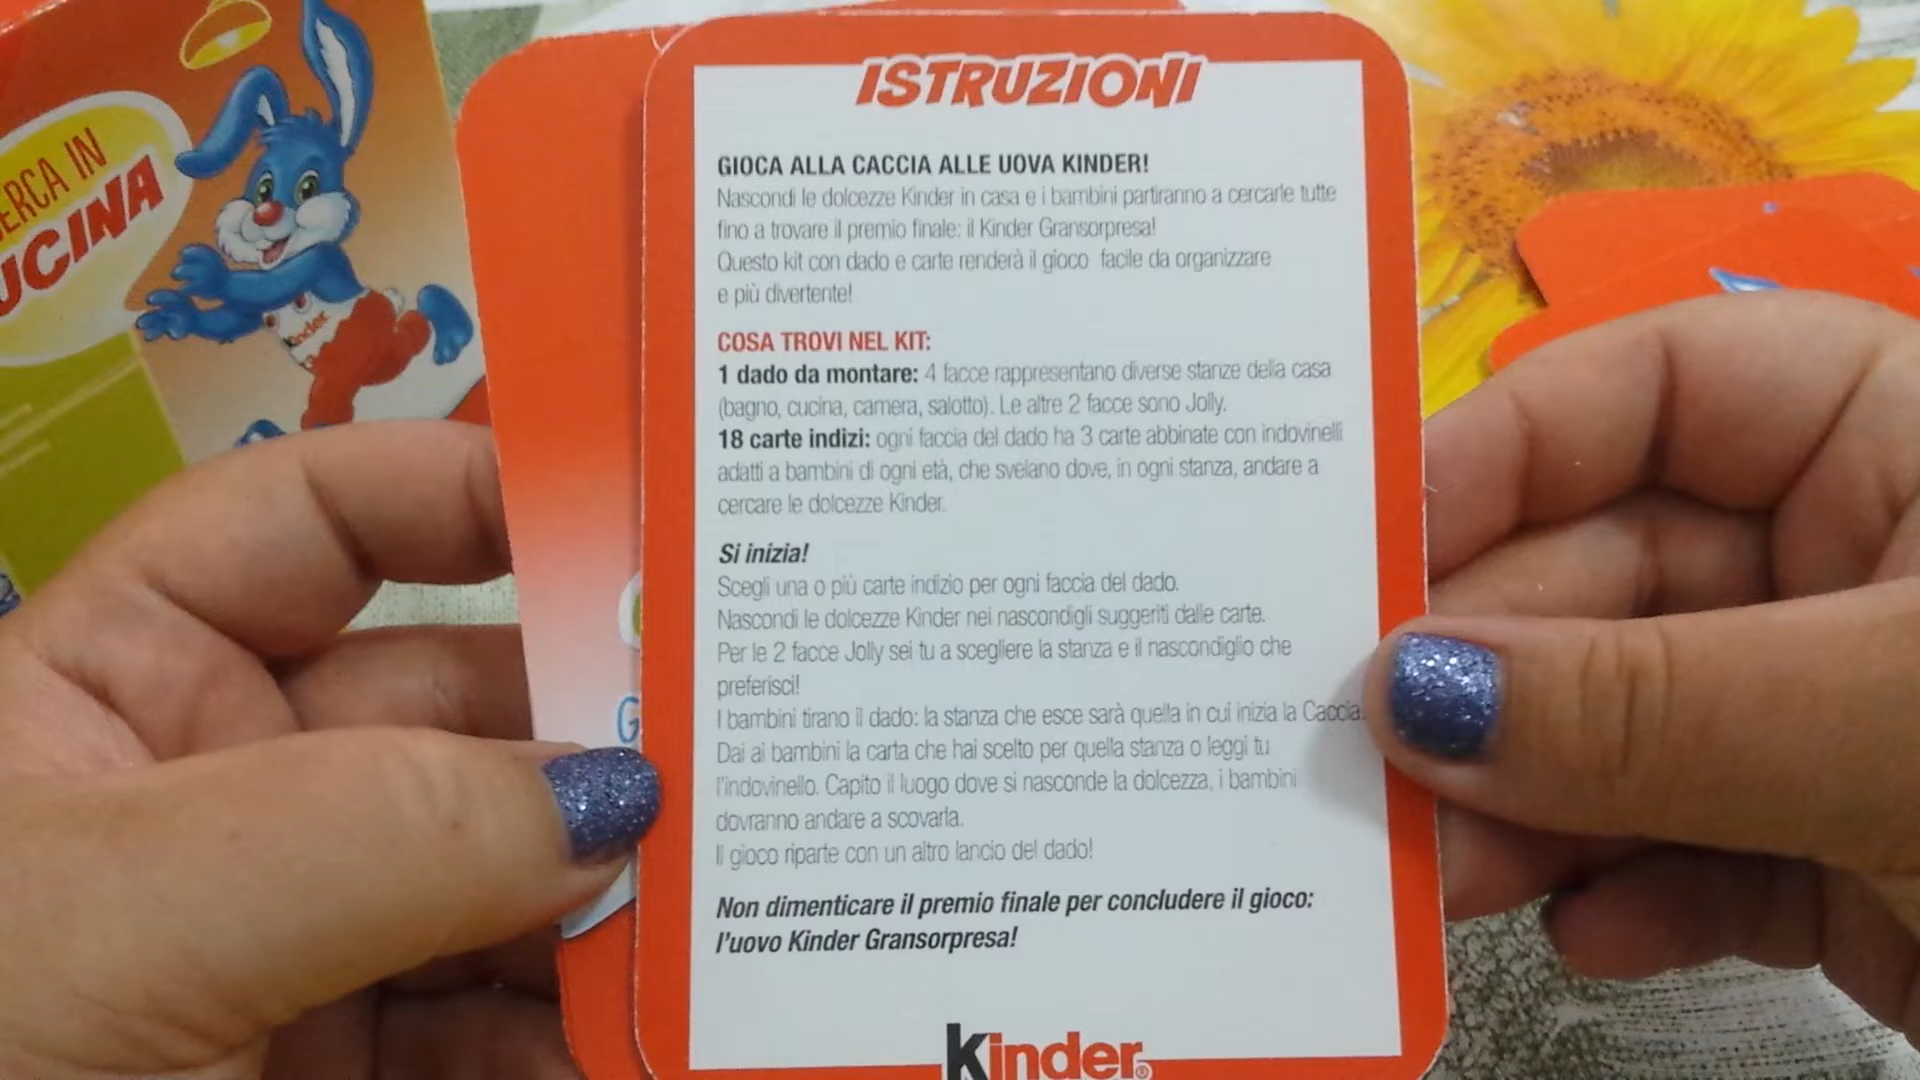 CERCA IN
CUCINA
kinder
ISTRUZIONI
GIOCA ALLA CACCIA ALLE UOVA KINDER!
Nascondi le dolcezze Kinder in casa e i bambini partiranno a cercarle tutte
fino a trovare il premio finale: il Kinder Gransorpresa!
Questo kit con dado e carte renderà il gioco facile da organizzare
e più divertente!
COSA TROVI NEL KIT:
1 dado da montare: 4 facce rappresentano diverse stanze della casa
(bagno, cucina, camera, salotto). Le altre 2 facce sono Jolly.
18 carte indizi: ogni faccia del dado ha 3 carte abbinate con indovinelli
adatti a bambini di ogni età, che svelano dove, in ogni stanza, andare a
cercare le dolcezze Kinder.
Si inizia!
Scegli una o più carte indizio per ogni faccia del dado.
Nascondi le dolcezze Kinder nei nascondigli suggeriti dalle carte.
Per le 2 facce Jolly sei tu a scegliere la stanza e il nascondiglio che
preferisci!
I bambini tirano il dado: la stanza che esce sarà quella in cui inizia la Caccia.
Dai ai bambini la carta che hai scelto per quella stanza o leggi tu
l'indovinello. Capito il luogo dove si nasconde la dolcezza, i bambini
dovranno andare a scovarla.
Il gioco riparte con un altro lancio del dado!
Non dimenticare il premio finale per concludere il gioco:
l'uovo Kinder Gransorpresa!
Kinder®
G